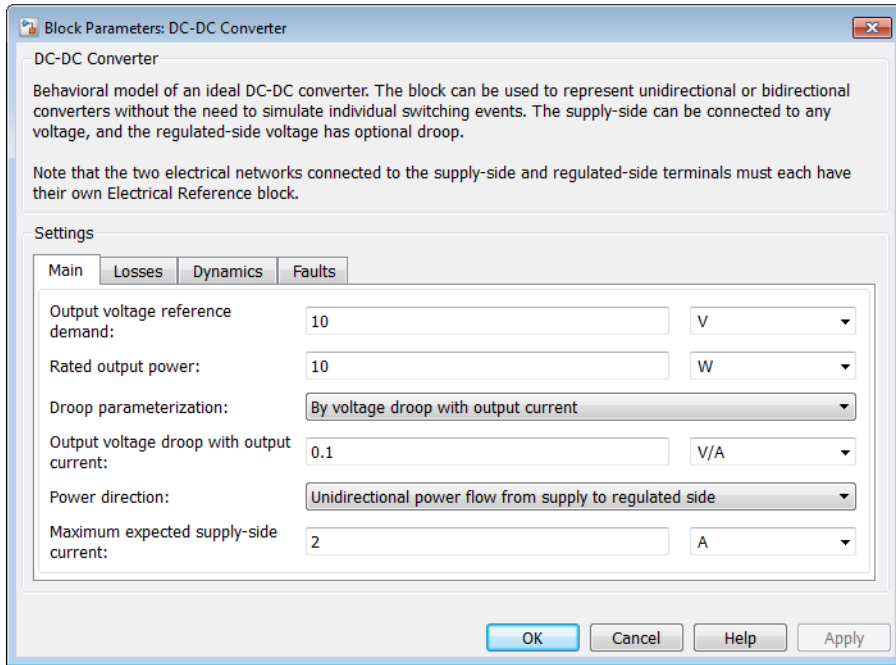 Block Parameters: DC-DC Converter
DC-DC Converter
Behavioral model of an ideal DC-DC converter. The block can be used to represent unidirectional or bidirectional
converters without the need to simulate individual switching events. The supply-side can be connected to any
voltage, and the regulated-side voltage has optional droop.
Note that the two electrical networks connected to the supply-side and regulated-side terminals must each have
their own Electrical Reference block.
Settings
Main Losses Dynamics Faults
Output voltage reference
demand:
10 V
Rated output power: 10 W
Droop parameterization: By voltage droop with output current
Output voltage droop with output
current:
0.1 V/A
Power direction: Unidirectional power flow from supply to regulated side
Maximum expected supply-side
current:
2 A
OK Cancel Help Apply